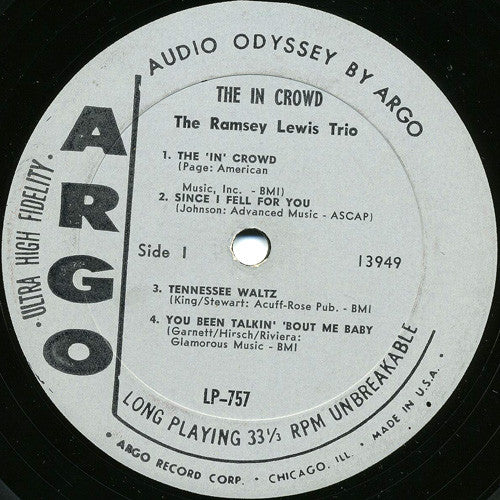 AUDIO ODYSSEY BY ARGO
· ULTRA HIGH FIDELITY ·
ARGO
THE IN CROWD
The Ramsey Lewis Trio
1. THE 'IN' CROWD
(Page: American
Music, Inc. - BMI)
2. SINCE I FELL FOR YOU
(Johnson: Advanced Music - ASCAP)
Side 1
13949
3. TENNESSEE WALTZ
(King/Stewart: Acuff-Rose Pub. - BMI
4. YOU BEEN TALKIN' 'BOUT ME BABY
(Garnett/Hirsch/Riviera:
Glamorous Music - BMI
LP-757
LONG PLAYING 33 1/3 RPM UNBREAKABLE
ARGO RECORD CORP. · CHICAGO, ILL. · MADE IN U.S.A.